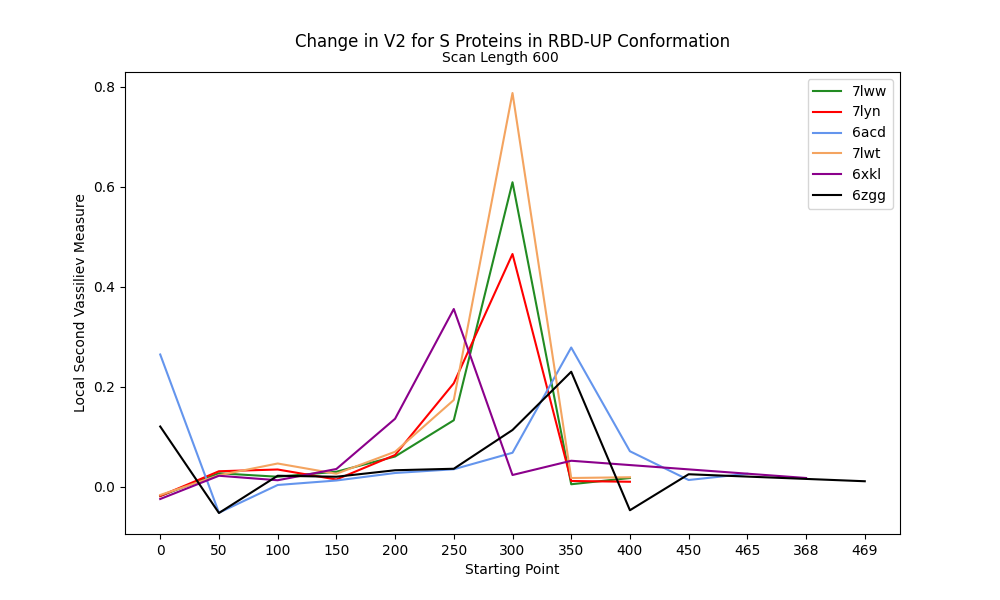 Change in V2 for S Proteins in RBD-UP Conformation
Scan Length 600
7lww
7lyn
6acd
7lwt
6xkl
6zgg
Local Second Vassiliev Measure
0.8
0.6
0.4
0.2
0.0
0 50 100 150 200 250 300 350 400 450 465 368 469
Starting Point